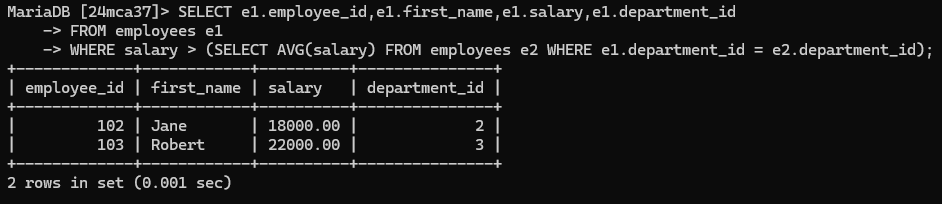 MariaDB [24mca37]> SELECT e1.employee_id,e1.first_name,e1.salary,e1.department_id
    -> FROM employees e1
    -> WHERE salary > (SELECT AVG(salary) FROM employees e2 WHERE e1.department_id = e2.department_id);
+-------------+------------+----------+---------------+
| employee_id | first_name | salary   | department_id |
+-------------+------------+----------+---------------+
|         102 | Jane       | 18000.00 |             2 |
|         103 | Robert     | 22000.00 |             3 |
+-------------+------------+----------+---------------+
2 rows in set (0.001 sec)